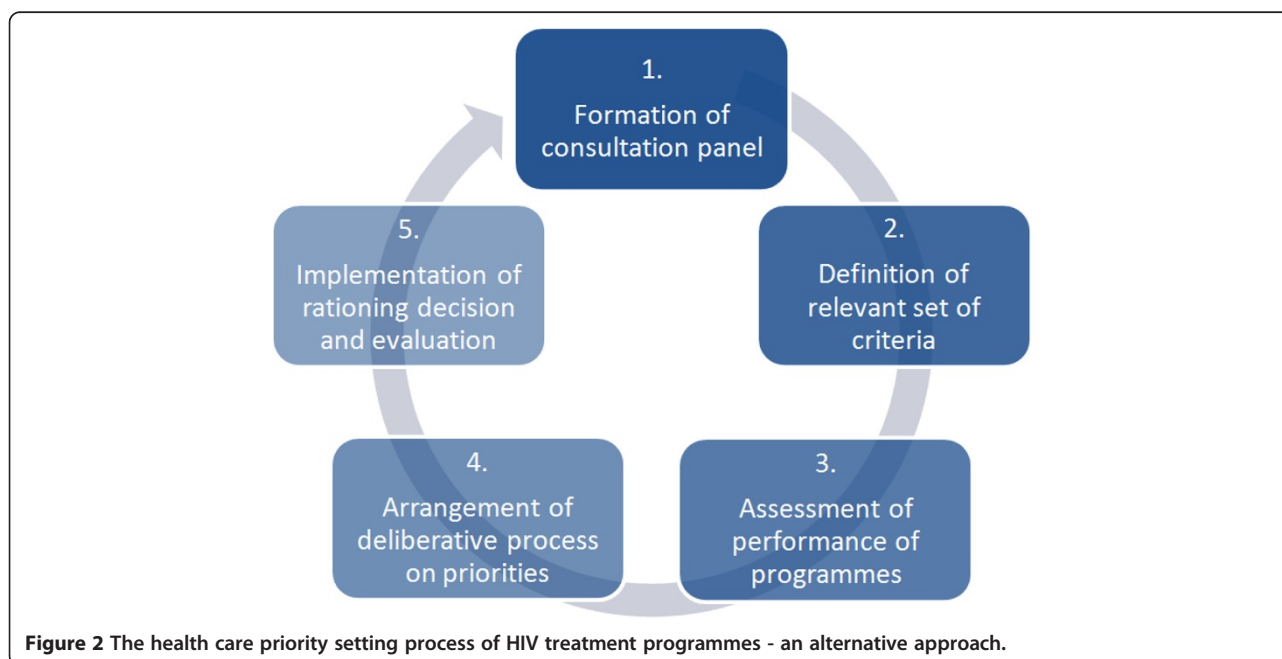 1.
Formation of
consultation panel
2.
Definition of
relevant set of
criteria
3.
Assessment of
performance of
programmes
4.
Arrangement of
deliberative process
on priorities
5.
Implementation of
rationing decision
and evaluation
Figure 2 The health care priority setting process of HIV treatment programmes - an alternative approach.